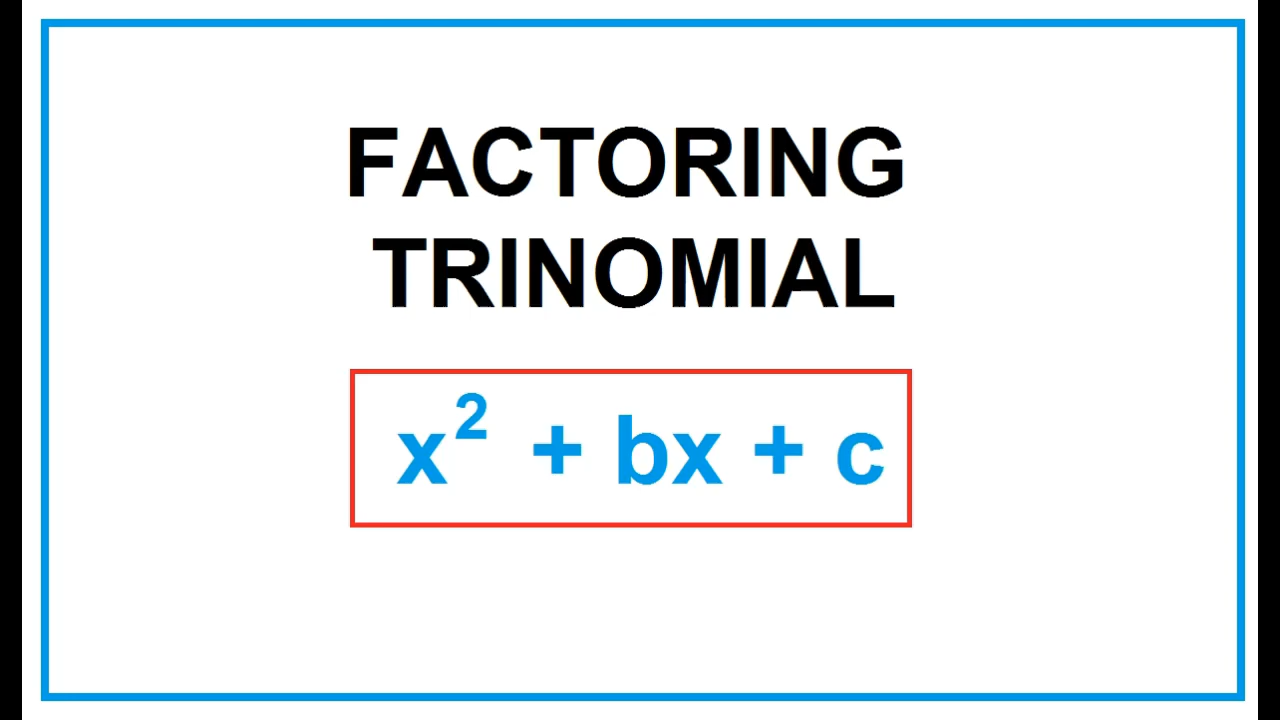 FACTORING
TRINOMIAL
x² + bx + c